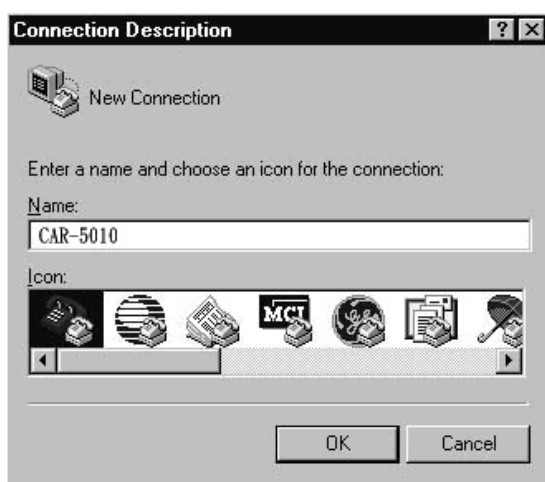 Connection Description
New Connection
Enter a name and choose an icon for the connection:
Name:
CAR-5010
Icon:
MCI
OK
Cancel